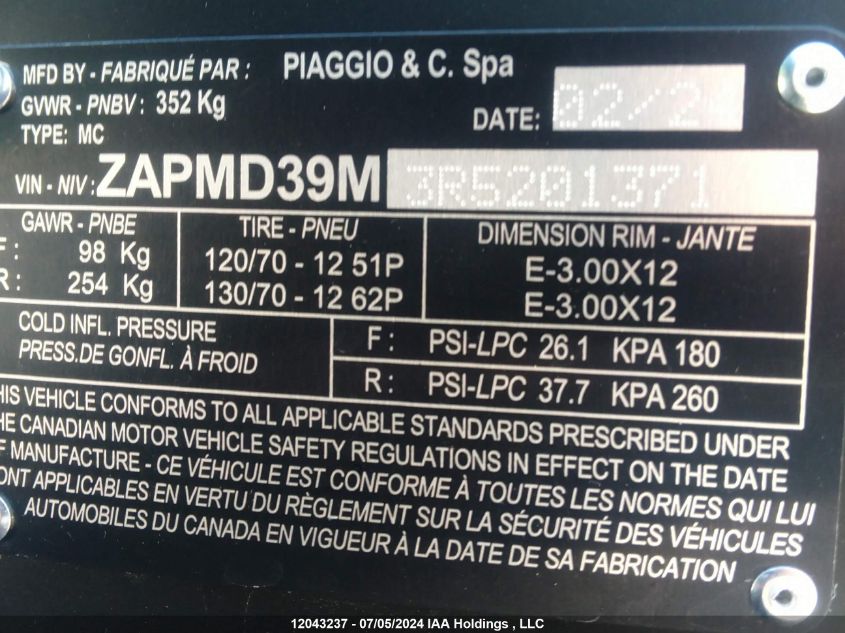 MFD BY - FABRIQUÉ PAR : PIAGGIO & C. Spa
GVWR - PNBV : 352 Kg
DATE: 02/2
TYPE: MC
VIN - NIV : ZAPMD39M 3R5201371
GAWR - PNBE TIRE - PNEU DIMENSION RIM - JANTE
F : 98 Kg 120/70 - 12 51P E-3.00X12
R : 254 Kg 130/70 - 12 62P E-3.00X12
COLD INFL. PRESSURE F : PSI-LPC 26.1 KPA 180
PRESS.DE GONFL. À FROID R : PSI-LPC 37.7 KPA 260
HIS VEHICLE CONFORMS TO ALL APPLICABLE STANDARDS PRESCRIBED UNDER
HE CANADIAN MOTOR VEHICLE SAFETY REGULATIONS IN EFFECT ON THE DATE
F MANUFACTURE - CE VÉHICULE EST CONFORME À TOUTES LES NORMES QUI LUI
ONT APPLICABLES EN VERTU DU RÈGLEMENT SUR LA SÉCURITÉ DES VÉHICULES
AUTOMOBILES DU CANADA EN VIGUEUR À LA DATE DE SA FABRICATION
12043237 - 07/05/2024 IAA Holdings , LLC